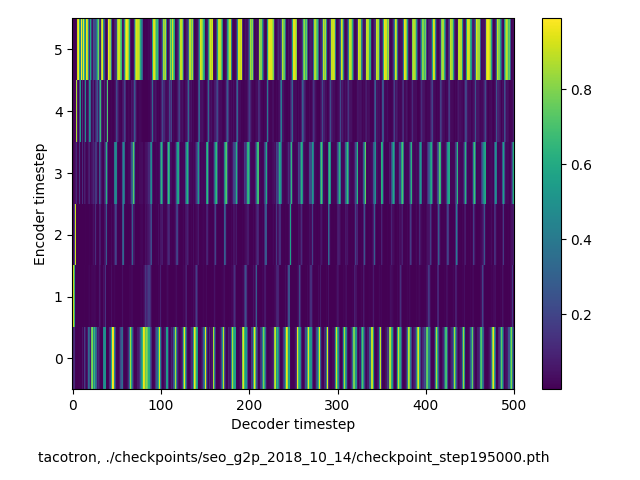 5
4
3
2
1
0
Encoder timestep
0 100 200 300 400 500
Decoder timestep
0.8
0.6
0.4
0.2
tacotron, ./checkpoints/seo_g2p_2018_10_14/checkpoint_step195000.pth